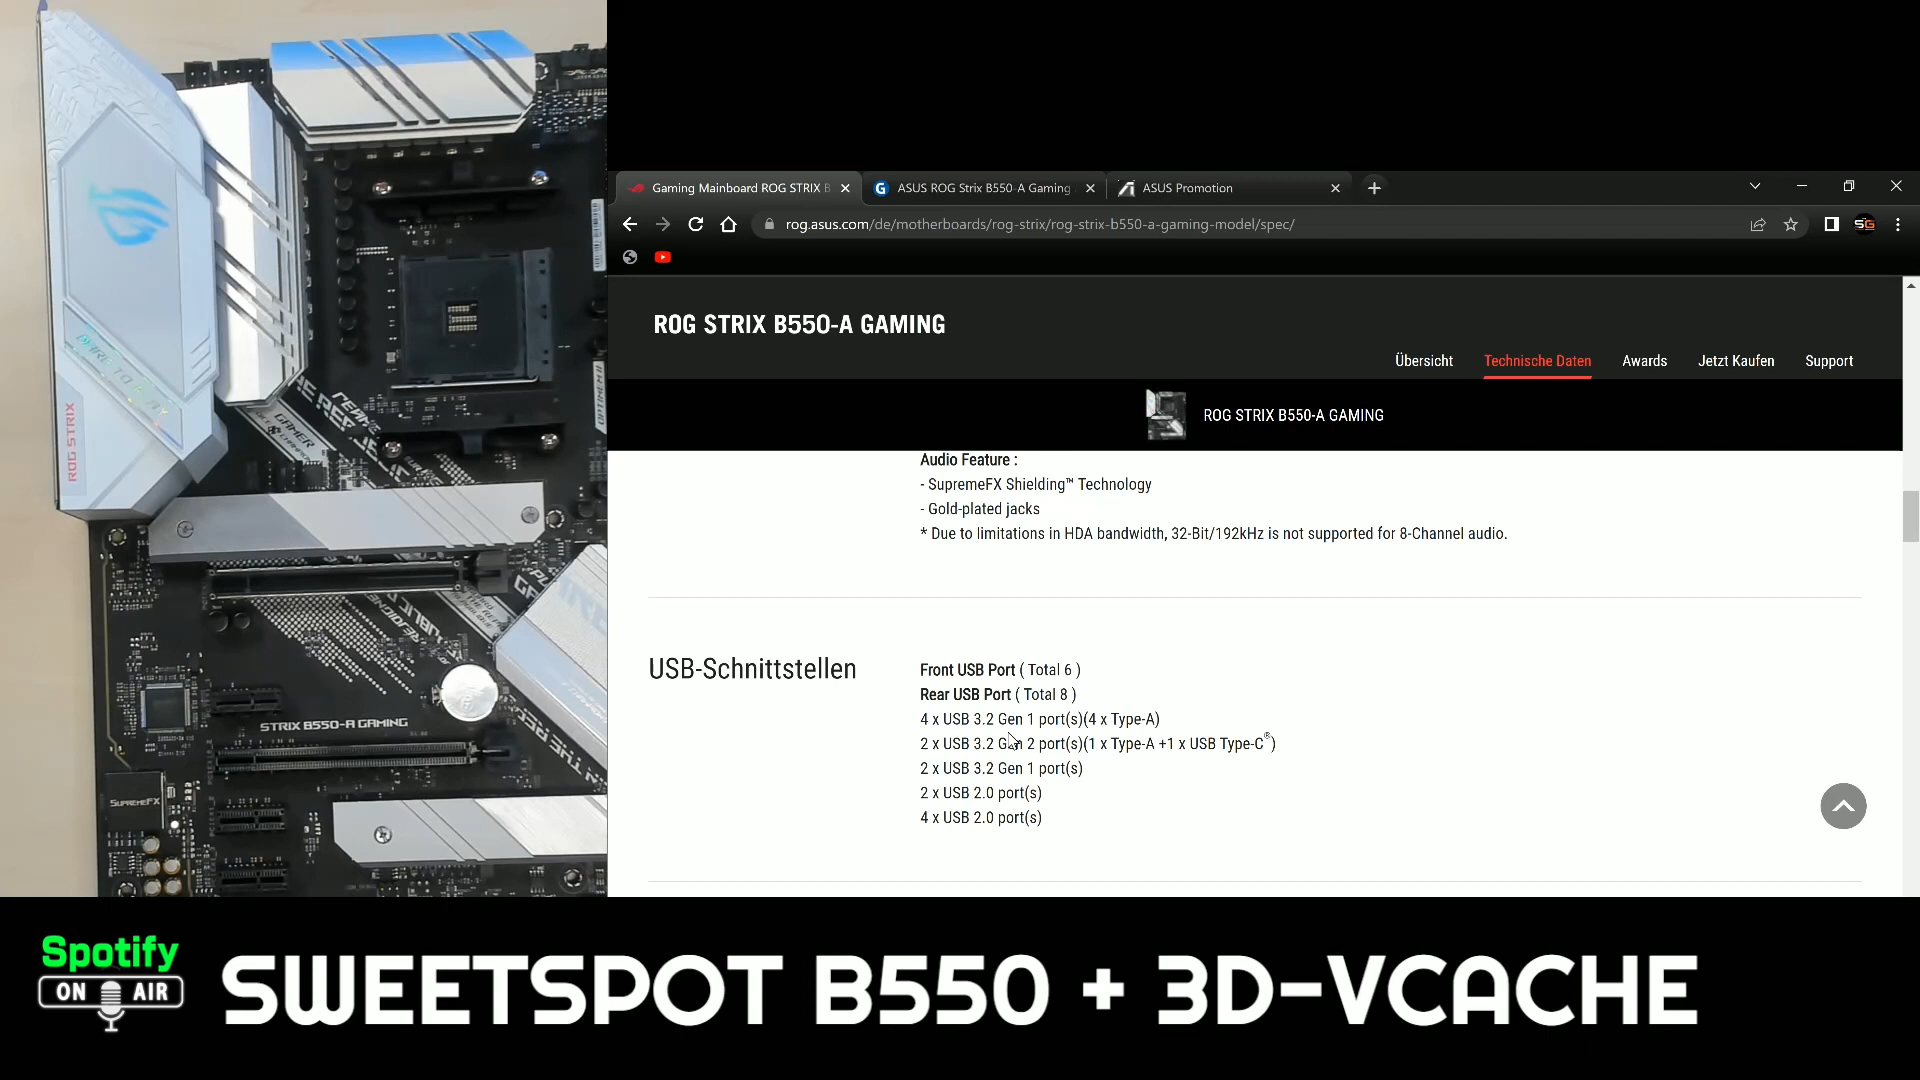 Gaming Mainboard ROG STRIX B
ASUS ROG Strix B550-A Gaming
ASUS Promotion
rog.asus.com/de/motherboards/rog-strix/rog-strix-b550-a-gaming-model/spec/
SG
ROG STRIX B550-A GAMING
Übersicht
Technische Daten
Awards
Jetzt Kaufen
Support
ROG STRIX B550-A GAMING
Audio Feature :
- SupremeFX Shielding™ Technology
- Gold-plated jacks
* Due to limitations in HDA bandwidth, 32-Bit/192kHz is not supported for 8-Channel audio.
USB-Schnittstellen
Front USB Port ( Total 6 )
Rear USB Port ( Total 8 )
4 x USB 3.2 Gen 1 port(s)(4 x Type-A)
2 x USB 3.2 Gen 2 port(s)(1 x Type-A +1 x USB Type-C®)
2 x USB 3.2 Gen 1 port(s)
2 x USB 2.0 port(s)
4 x USB 2.0 port(s)
DARE TO PLAY
ROG STRIX
GAMER
STRIX B550-A GAMING
SUPREMEFX
Spotify
ON AIR
SWEETSPOT B550 + 3D-VCACHE